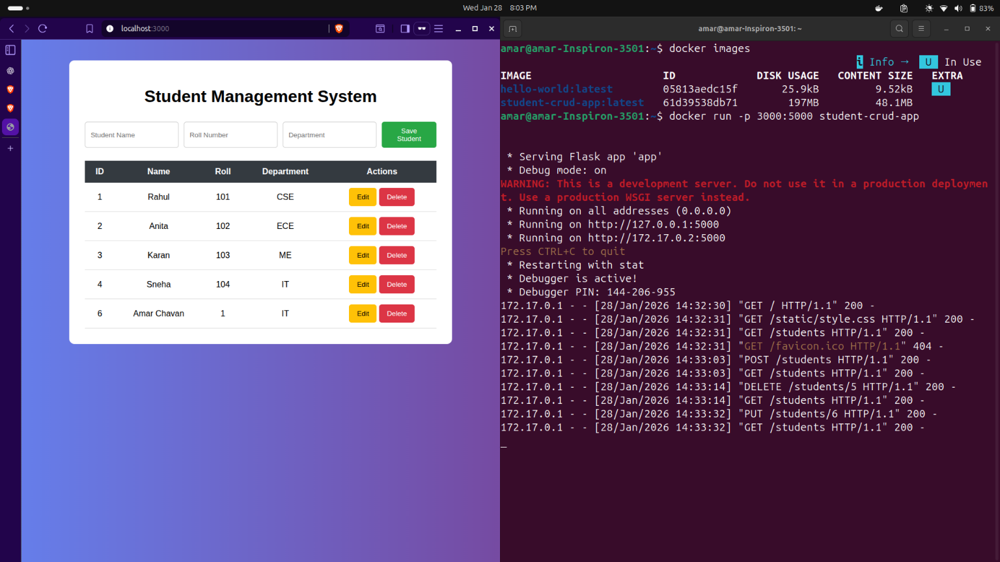 Wed Jan 28 8:03 PM
83%
localhost:3000
Student Management System
Student Name Roll Number Department Save Student
ID Name Roll Department Actions
1 Rahul 101 CSE Edit Delete
2 Anita 102 ECE Edit Delete
3 Karan 103 ME Edit Delete
4 Sneha 104 IT Edit Delete
6 Amar Chavan 1 IT Edit Delete
amar@amar-Inspiron-3501: ~
amar@amar-Inspiron-3501:~$ docker images
i Info → U In Use
IMAGE ID DISK USAGE CONTENT SIZE EXTRA
hello-world:latest 05813aedc15f 25.9kB 9.52kB U
student-crud-app:latest 61d39538db71 197MB 48.1MB
amar@amar-Inspiron-3501:~$ docker run -p 3000:5000 student-crud-app
* Serving Flask app 'app'
* Debug mode: on
WARNING: This is a development server. Do not use it in a production deploymen
t. Use a production WSGI server instead.
* Running on all addresses (0.0.0.0)
* Running on http://127.0.0.1:5000
* Running on http://172.17.0.2:5000
Press CTRL+C to quit
* Restarting with stat
* Debugger is active!
* Debugger PIN: 144-206-955
172.17.0.1 - - [28/Jan/2026 14:32:30] "GET / HTTP/1.1" 200 -
172.17.0.1 - - [28/Jan/2026 14:32:31] "GET /static/style.css HTTP/1.1" 200 -
172.17.0.1 - - [28/Jan/2026 14:32:31] "GET /students HTTP/1.1" 200 -
172.17.0.1 - - [28/Jan/2026 14:32:31] "GET /favicon.ico HTTP/1.1" 404 -
172.17.0.1 - - [28/Jan/2026 14:33:03] "POST /students HTTP/1.1" 200 -
172.17.0.1 - - [28/Jan/2026 14:33:03] "GET /students HTTP/1.1" 200 -
172.17.0.1 - - [28/Jan/2026 14:33:14] "DELETE /students/5 HTTP/1.1" 200 -
172.17.0.1 - - [28/Jan/2026 14:33:14] "GET /students HTTP/1.1" 200 -
172.17.0.1 - - [28/Jan/2026 14:33:32] "PUT /students/6 HTTP/1.1" 200 -
172.17.0.1 - - [28/Jan/2026 14:33:32] "GET /students HTTP/1.1" 200 -